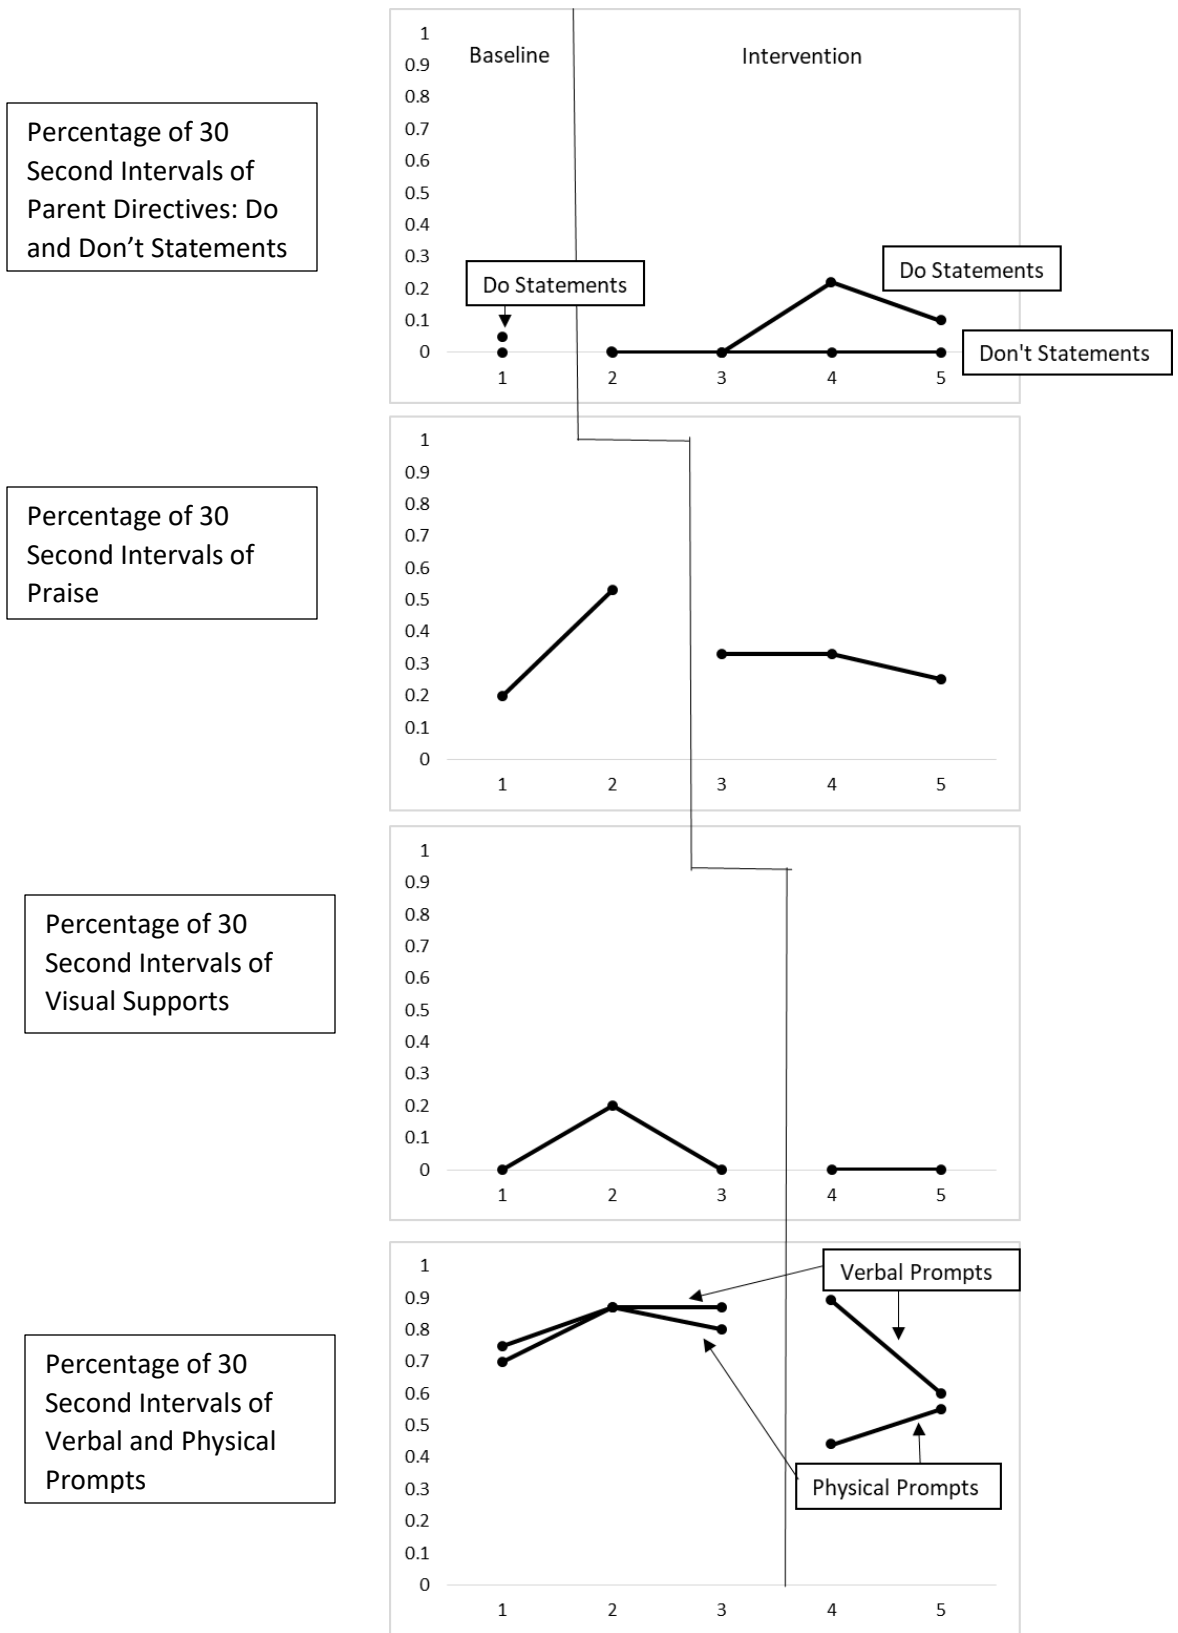 Percentage of 30
Second Intervals of
Parent Directives: Do
and Don't Statements
1
0.9
0.8
0.7
0.6
0.5
0.4
0.3
0.2
0.1
0
Baseline
Intervention
Do Statements
Do Statements
Don't Statements
1 2 3 4 5
Percentage of 30
Second Intervals of
Praise
1
0.9
0.8
0.7
0.6
0.5
0.4
0.3
0.2
0.1
0
1 2 3 4 5
Percentage of 30
Second Intervals of
Visual Supports
1
0.9
0.8
0.7
0.6
0.5
0.4
0.3
0.2
0.1
0
1 2 3 4 5
Percentage of 30
Second Intervals of
Verbal and Physical
Prompts
1
0.9
0.8
0.7
0.6
0.5
0.4
0.3
0.2
0.1
0
Verbal Prompts
Physical Prompts
1 2 3 4 5